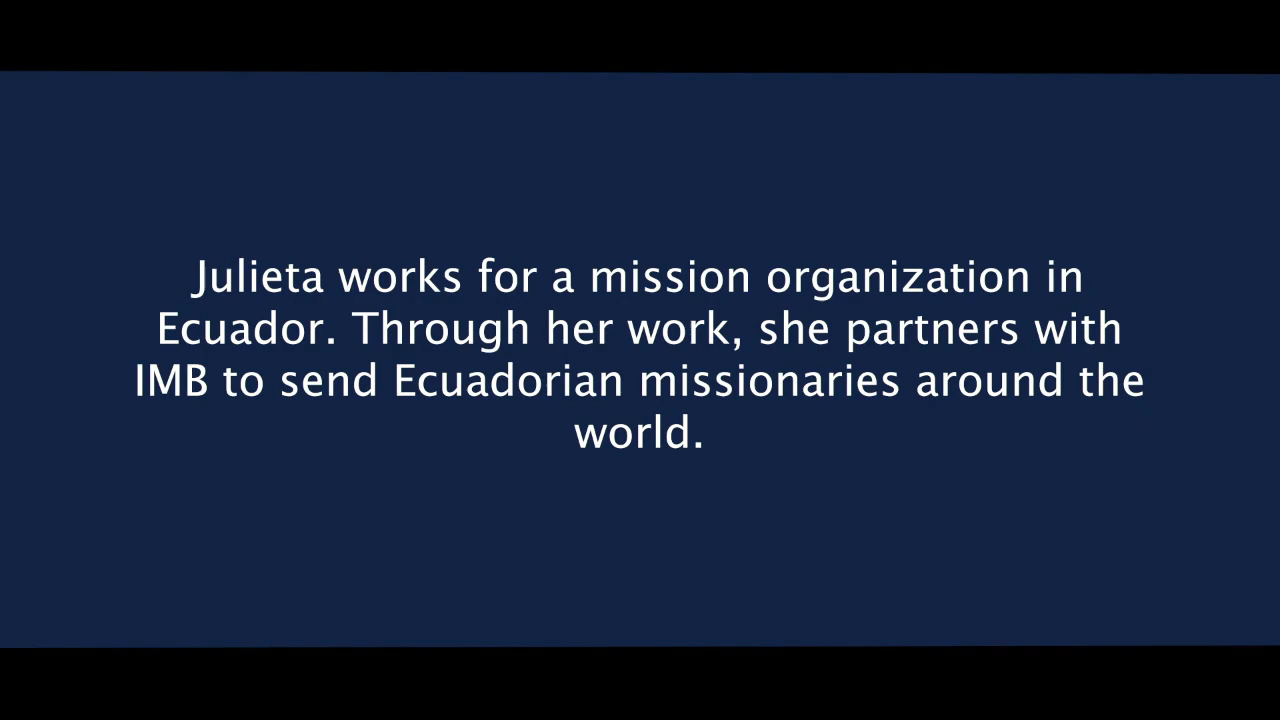 Julieta works for a mission organization in
Ecuador. Through her work, she partners with
IMB to send Ecuadorian missionaries around the
world.